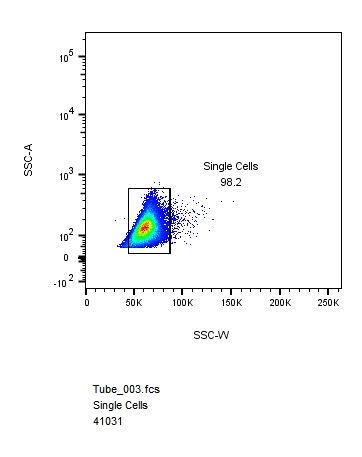 10^5
10^4
10^3
10^2
0
-10^2
SSC-A
Single Cells
98.2
0 50K 100K 150K 200K 250K
SSC-W
Tube_003.fcs
Single Cells
41031